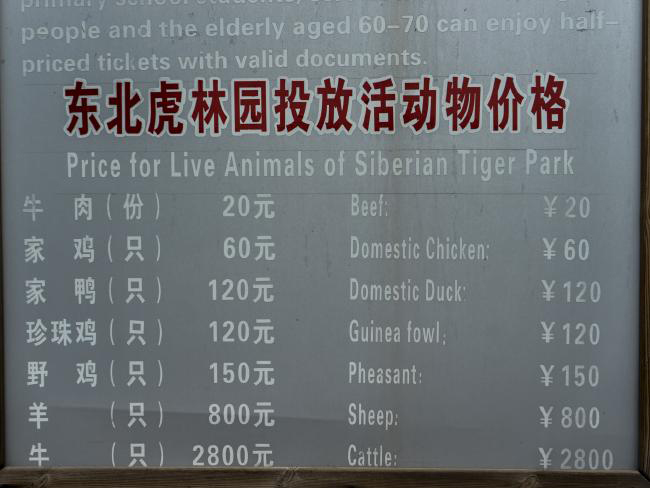 people and the elderly aged 60-70 can enjoy half-
priced tickets with valid documents.
东北虎林园投放活动物价格
Price for Live Animals of Siberian Tiger Park
牛 肉(份) 20元 Beef: ¥20
家 鸡(只) 60元 Domestic Chicken: ¥60
家 鸭(只) 120元 Domestic Duck: ¥120
珍珠鸡(只) 120元 Guinea fowl; ¥120
野 鸡(只) 150元 Pheasant: ¥150
羊 (只) 800元 Sheep: ¥800
牛 (只) 2800元 Cattle: ¥2800